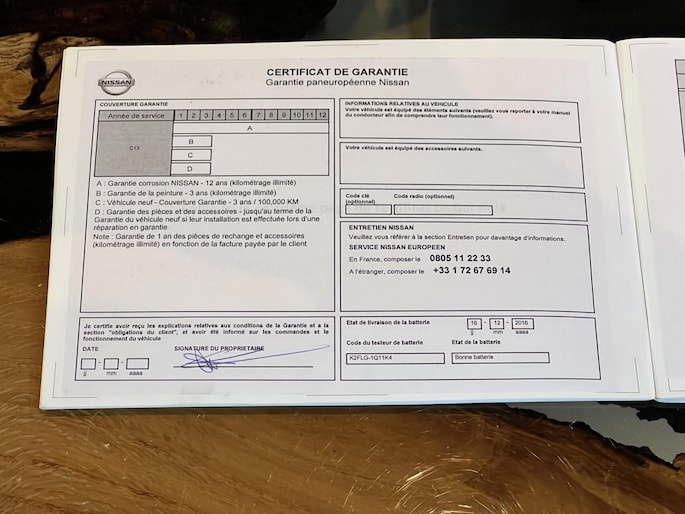 NISSAN
CERTIFICAT DE GARANTIE
Garantie paneuropéenne Nissan
COUVERTURE GARANTIE
Année de service 1 2 3 4 5 6 7 8 9 10 11 12
A
B
C13
C
D
A : Garantie corrosion NISSAN - 12 ans (kilométrage illimité)
B : Garantie de la peinture - 3 ans (kilométrage illimité)
C : Véhicule neuf - Couverture Garantie - 3 ans / 100,000 KM
D : Garantie des pièces et des accessoires - jusqu'au terme de la
Garantie du véhicule neuf si leur installation est effectuée lors d'une
réparation en garantie
Note : Garantie de 1 an des pièces de rechange et accessoires
(kilométrage illimité) en fonction de la facture payée par le client
Je certifie avoir reçu les explications relatives aux conditions de la Garantie et a la
section "obligations du client", et avoir été informé sur les commandes et le
fonctionnement du véhicule
DATE SIGNATURE DU PROPRIETAIRE
jj mm aaaa
INFORMATIONS RELATIVES AU VEHICULE
Votre véhicule est équipé des éléments suivants (veuillez vous reporter à votre manuel
du conducteur afin de comprendre leur fonctionnement).
Votre véhicule est équipé des accessoires suivants.
Code clé Code radio (optionnel)
(optionnel)
ENTRETIEN NISSAN
Veuillez vous référer à la section Entretien pour davantage d'informations.
SERVICE NISSAN EUROPEEN
En France, composer le 0805 11 22 33
A l'étranger, composer le +33 1 72 67 69 14
Etat de livraison de la batterie 16 - 12 - 2016
jj mm aaaa
Code du testeur de batterie Etat de la batterie
K2FLG-1Q11K4 Bonne batterie